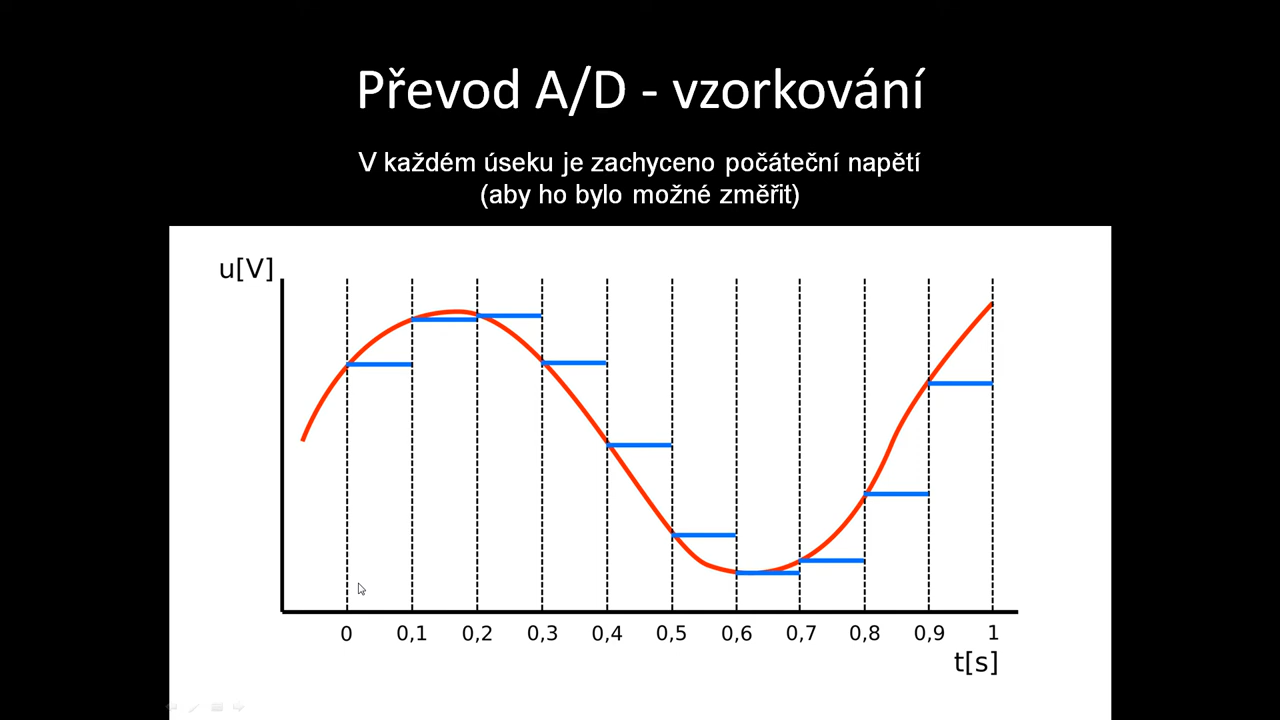 Převod A/D - vzorkování
V každém úseku je zachyceno počáteční napětí
(aby ho bylo možné změřit)
u[V]
0 0,1 0,2 0,3 0,4 0,5 0,6 0,7 0,8 0,9 1
t[s]